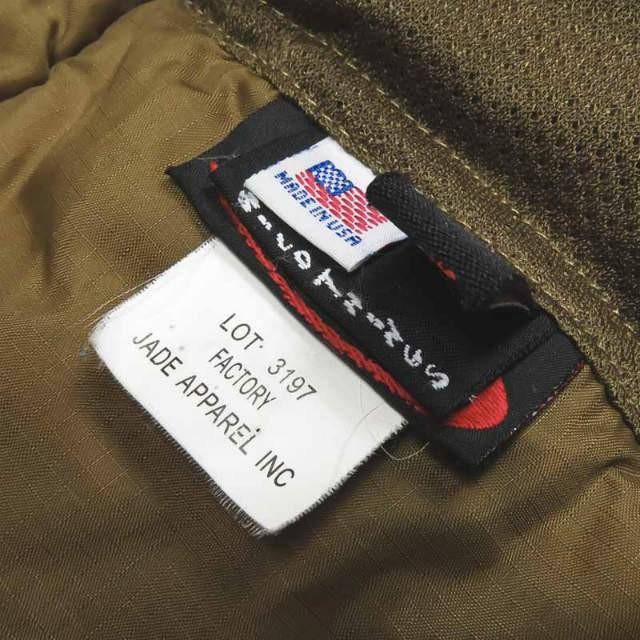 MADE IN USA
LOT· 3197
FACTORY
JADE APPAREL INC